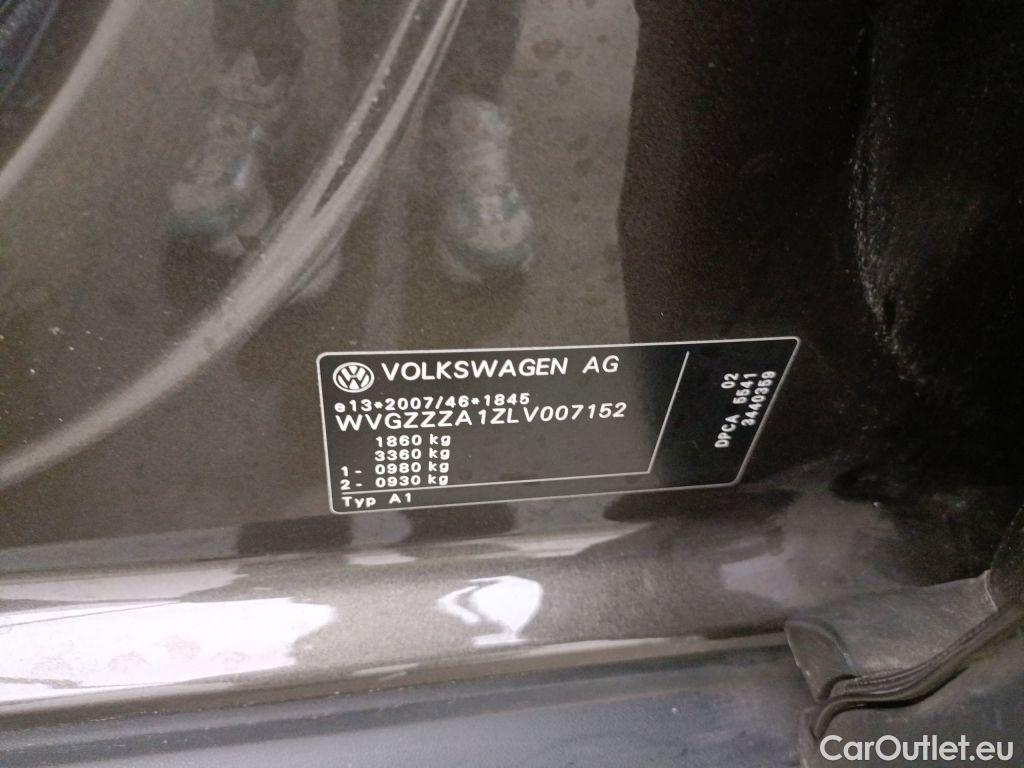 VOLKSWAGEN AG
e13*2007/46*1845
WVGZZZA1ZLV007152
1860 kg
3360 kg
1- 0980 kg
2- 0930 kg
Typ A1
02
DPCA 5541
3440359
CarOutlet.eu